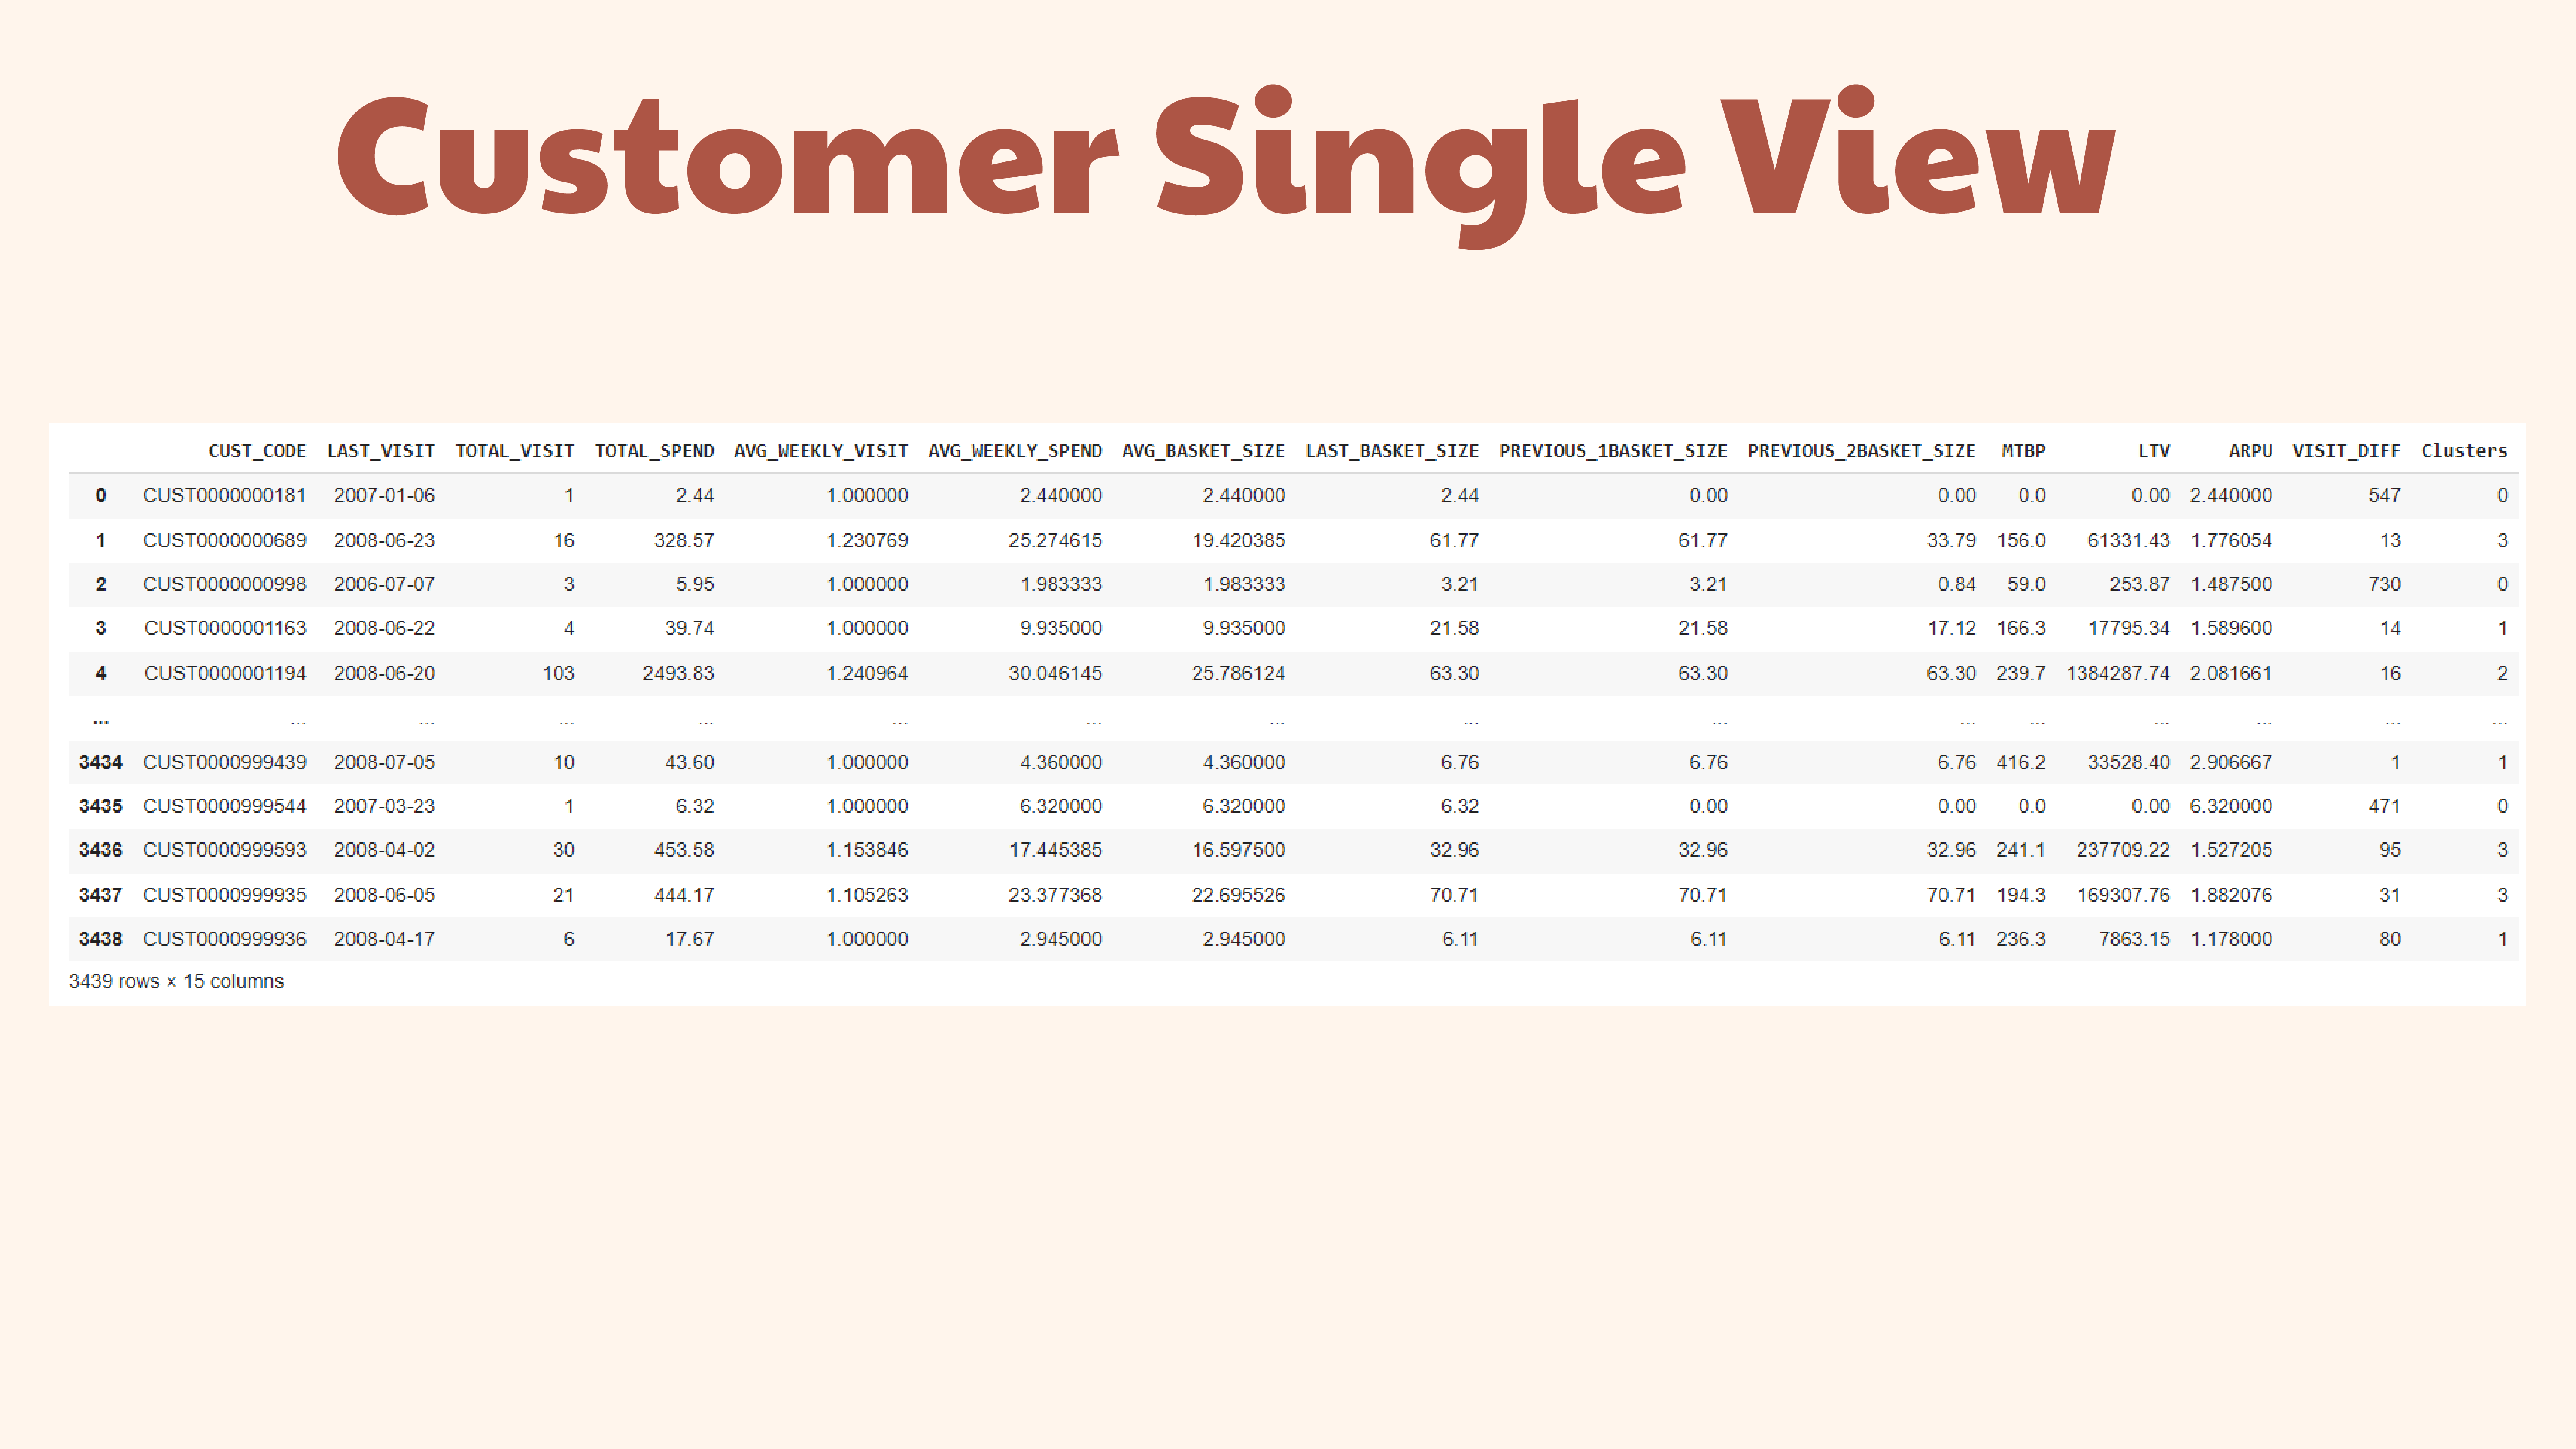 Customer Single View
CUST_CODE LAST_VISIT TOTAL_VISIT TOTAL_SPEND AVG_WEEKLY_VISIT AVG_WEEKLY_SPEND AVG_BASKET_SIZE LAST_BASKET_SIZE PREVIOUS_1BASKET_SIZE PREVIOUS_2BASKET_SIZE MTBP LTV ARPU VISIT_DIFF Clusters
0 CUST0000000181 2007-01-06 1 2.44 1.000000 2.440000 2.440000 2.44 0.00 0.00 0.0 0.00 2.440000 547 0
1 CUST0000000689 2008-06-23 16 328.57 1.230769 25.274615 19.420385 61.77 61.77 33.79 156.0 61331.43 1.776054 13 3
2 CUST0000000998 2006-07-07 3 5.95 1.000000 1.983333 1.983333 3.21 3.21 0.84 59.0 253.87 1.487500 730 0
3 CUST0000001163 2008-06-22 4 39.74 1.000000 9.935000 9.935000 21.58 21.58 17.12 166.3 17795.34 1.589600 14 1
4 CUST0000001194 2008-06-20 103 2493.83 1.240964 30.046145 25.786124 63.30 63.30 63.30 239.7 1384287.74 2.081661 16 2
... ... ... ... ... ... ... ... ... ... ... ... ... ... ... ...
3434 CUST0000999439 2008-07-05 10 43.60 1.000000 4.360000 4.360000 6.76 6.76 6.76 416.2 33528.40 2.906667 1 1
3435 CUST0000999544 2007-03-23 1 6.32 1.000000 6.320000 6.320000 6.32 0.00 0.00 0.0 0.00 6.320000 471 0
3436 CUST0000999593 2008-04-02 30 453.58 1.153846 17.445385 16.597500 32.96 32.96 32.96 241.1 237709.22 1.527205 95 3
3437 CUST0000999935 2008-06-05 21 444.17 1.105263 23.377368 22.695526 70.71 70.71 70.71 194.3 169307.76 1.882076 31 3
3438 CUST0000999936 2008-04-17 6 17.67 1.000000 2.945000 2.945000 6.11 6.11 6.11 236.3 7863.15 1.178000 80 1
3439 rows × 15 columns